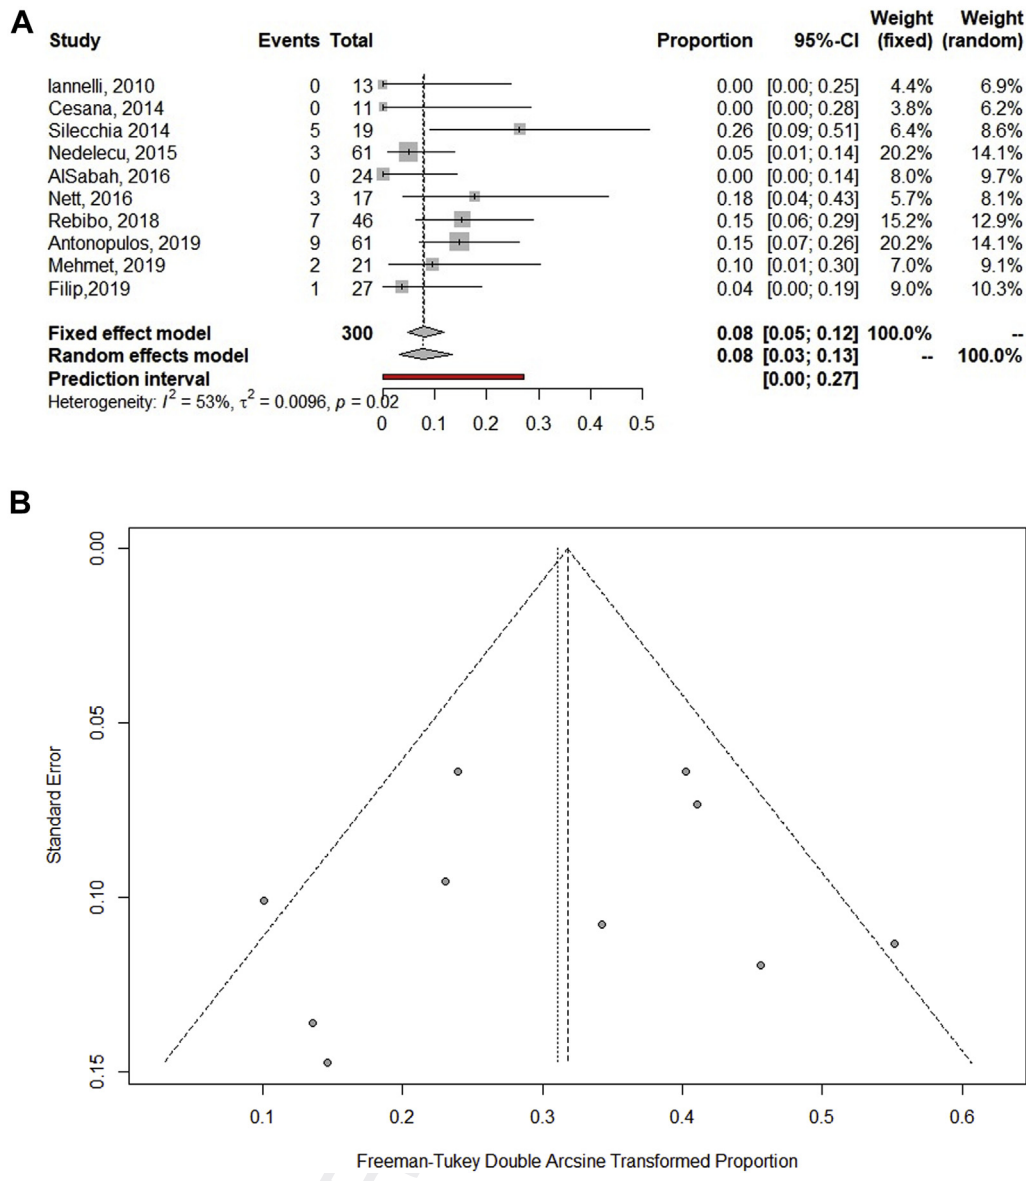 A
Study Events Total Proportion 95%-CI Weight (fixed) Weight (random)
Iannelli, 2010 0 13 0.00 [0.00; 0.25] 4.4% 6.9%
Cesana, 2014 0 11 0.00 [0.00; 0.28] 3.8% 6.2%
Silecchia 2014 5 19 0.26 [0.09; 0.51] 6.4% 8.6%
Nedelecu, 2015 3 61 0.05 [0.01; 0.14] 20.2% 14.1%
AlSabah, 2016 0 24 0.00 [0.00; 0.14] 8.0% 9.7%
Nett, 2016 3 17 0.18 [0.04; 0.43] 5.7% 8.1%
Rebibo, 2018 7 46 0.15 [0.06; 0.29] 15.2% 12.9%
Antonopulos, 2019 9 61 0.15 [0.07; 0.26] 20.2% 14.1%
Mehmet, 2019 2 21 0.10 [0.01; 0.30] 7.0% 9.1%
Filip,2019 1 27 0.04 [0.00; 0.19] 9.0% 10.3%
Fixed effect model 300 0.08 [0.05; 0.12] 100.0% --
Random effects model 0.08 [0.03; 0.13] -- 100.0%
Prediction interval [0.00; 0.27]
Heterogeneity: I² = 53%, τ² = 0.0096, p = 0.02
0 0.1 0.2 0.3 0.4 0.5
B
0.00
0.05
0.10
0.15
Standard Error
0.1 0.2 0.3 0.4 0.5 0.6
Freeman-Tukey Double Arcsine Transformed Proportion